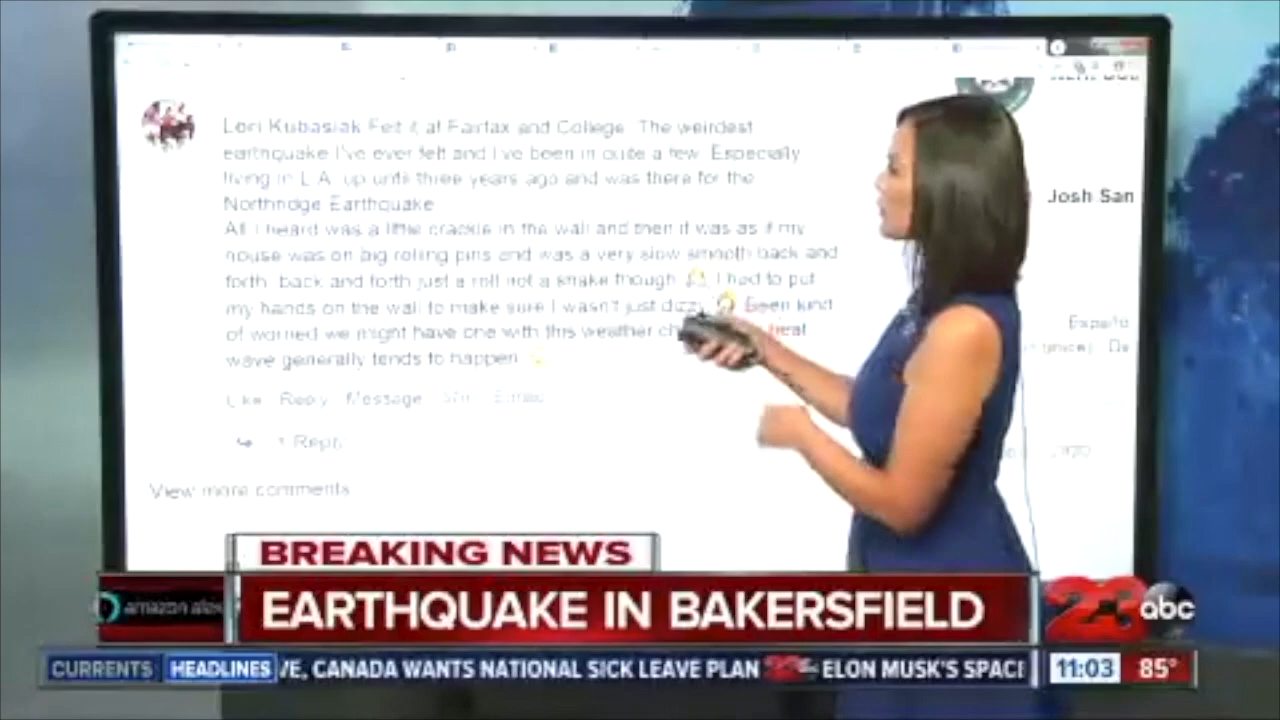 Lori Kubasiak Felt it at Fairfax and College. The weirdest
earthquake I've ever felt and I've been in quite a few. Especially
living in L.A. up until three years ago and was there for the
Northridge Earthquake
All I heard was a little crackle in the wall and then it was as if my
house was on big rolling pins and was a very slow smooth back and
forth, back and forth just a roll not a shake though I had to put
my hands on the wall to make sure I wasn't just dizzy Been kind
of worried we might have one with this weather heat
wave generally tends to happen
Like Reply Message
1 Reply
View more comments
Josh San
BREAKING NEWS
amazon alex
EARTHQUAKE IN BAKERSFIELD
23 abc
CURRENTS HEADLINES VE, CANADA WANTS NATIONAL SICK LEAVE PLAN 23 ELON MUSK'S SPAC 11:03 85°